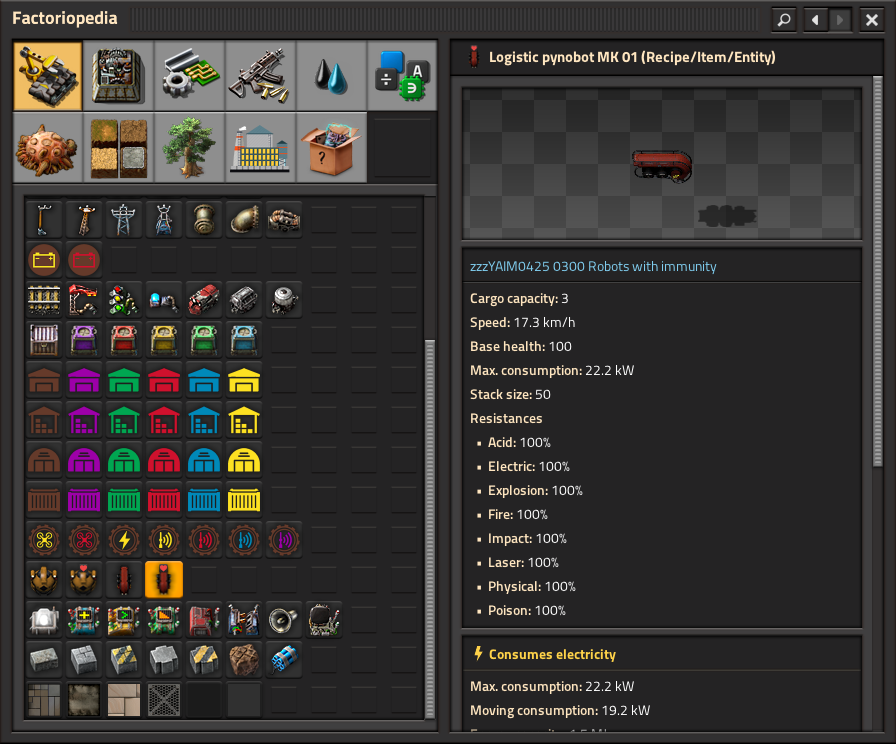 Factoriopedia
Logistic pynobot MK 01 (Recipe/Item/Entity)
zzzYAIM0425 0300 Robots with immunity
Cargo capacity: 3
Speed: 17.3 km/h
Base health: 100
Max. consumption: 22.2 kW
Stack size: 50
Resistances
▪ Acid: 100%
▪ Electric: 100%
▪ Explosion: 100%
▪ Fire: 100%
▪ Impact: 100%
▪ Laser: 100%
▪ Physical: 100%
▪ Poison: 100%
Consumes electricity
Max. consumption: 22.2 kW
Moving consumption: 19.2 kW